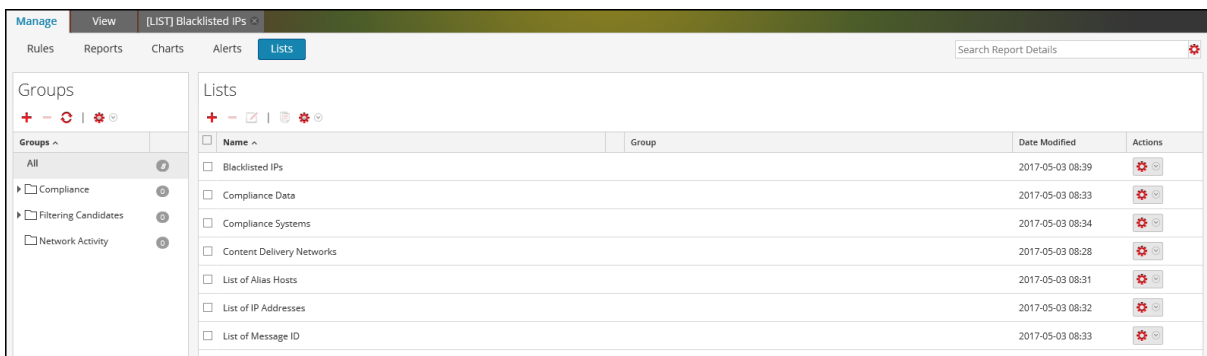 Manage View [LIST] Blacklisted IPs
Rules Reports Charts Alerts Lists
Search Report Details
Groups
Groups
All 8
Compliance 0
Filtering Candidates 0
Network Activity 0
Lists
Name Group Date Modified Actions
Blacklisted IPs 2017-05-03 08:39
Compliance Data 2017-05-03 08:33
Compliance Systems 2017-05-03 08:34
Content Delivery Networks 2017-05-03 08:28
List of Alias Hosts 2017-05-03 08:31
List of IP Addresses 2017-05-03 08:32
List of Message ID 2017-05-03 08:33